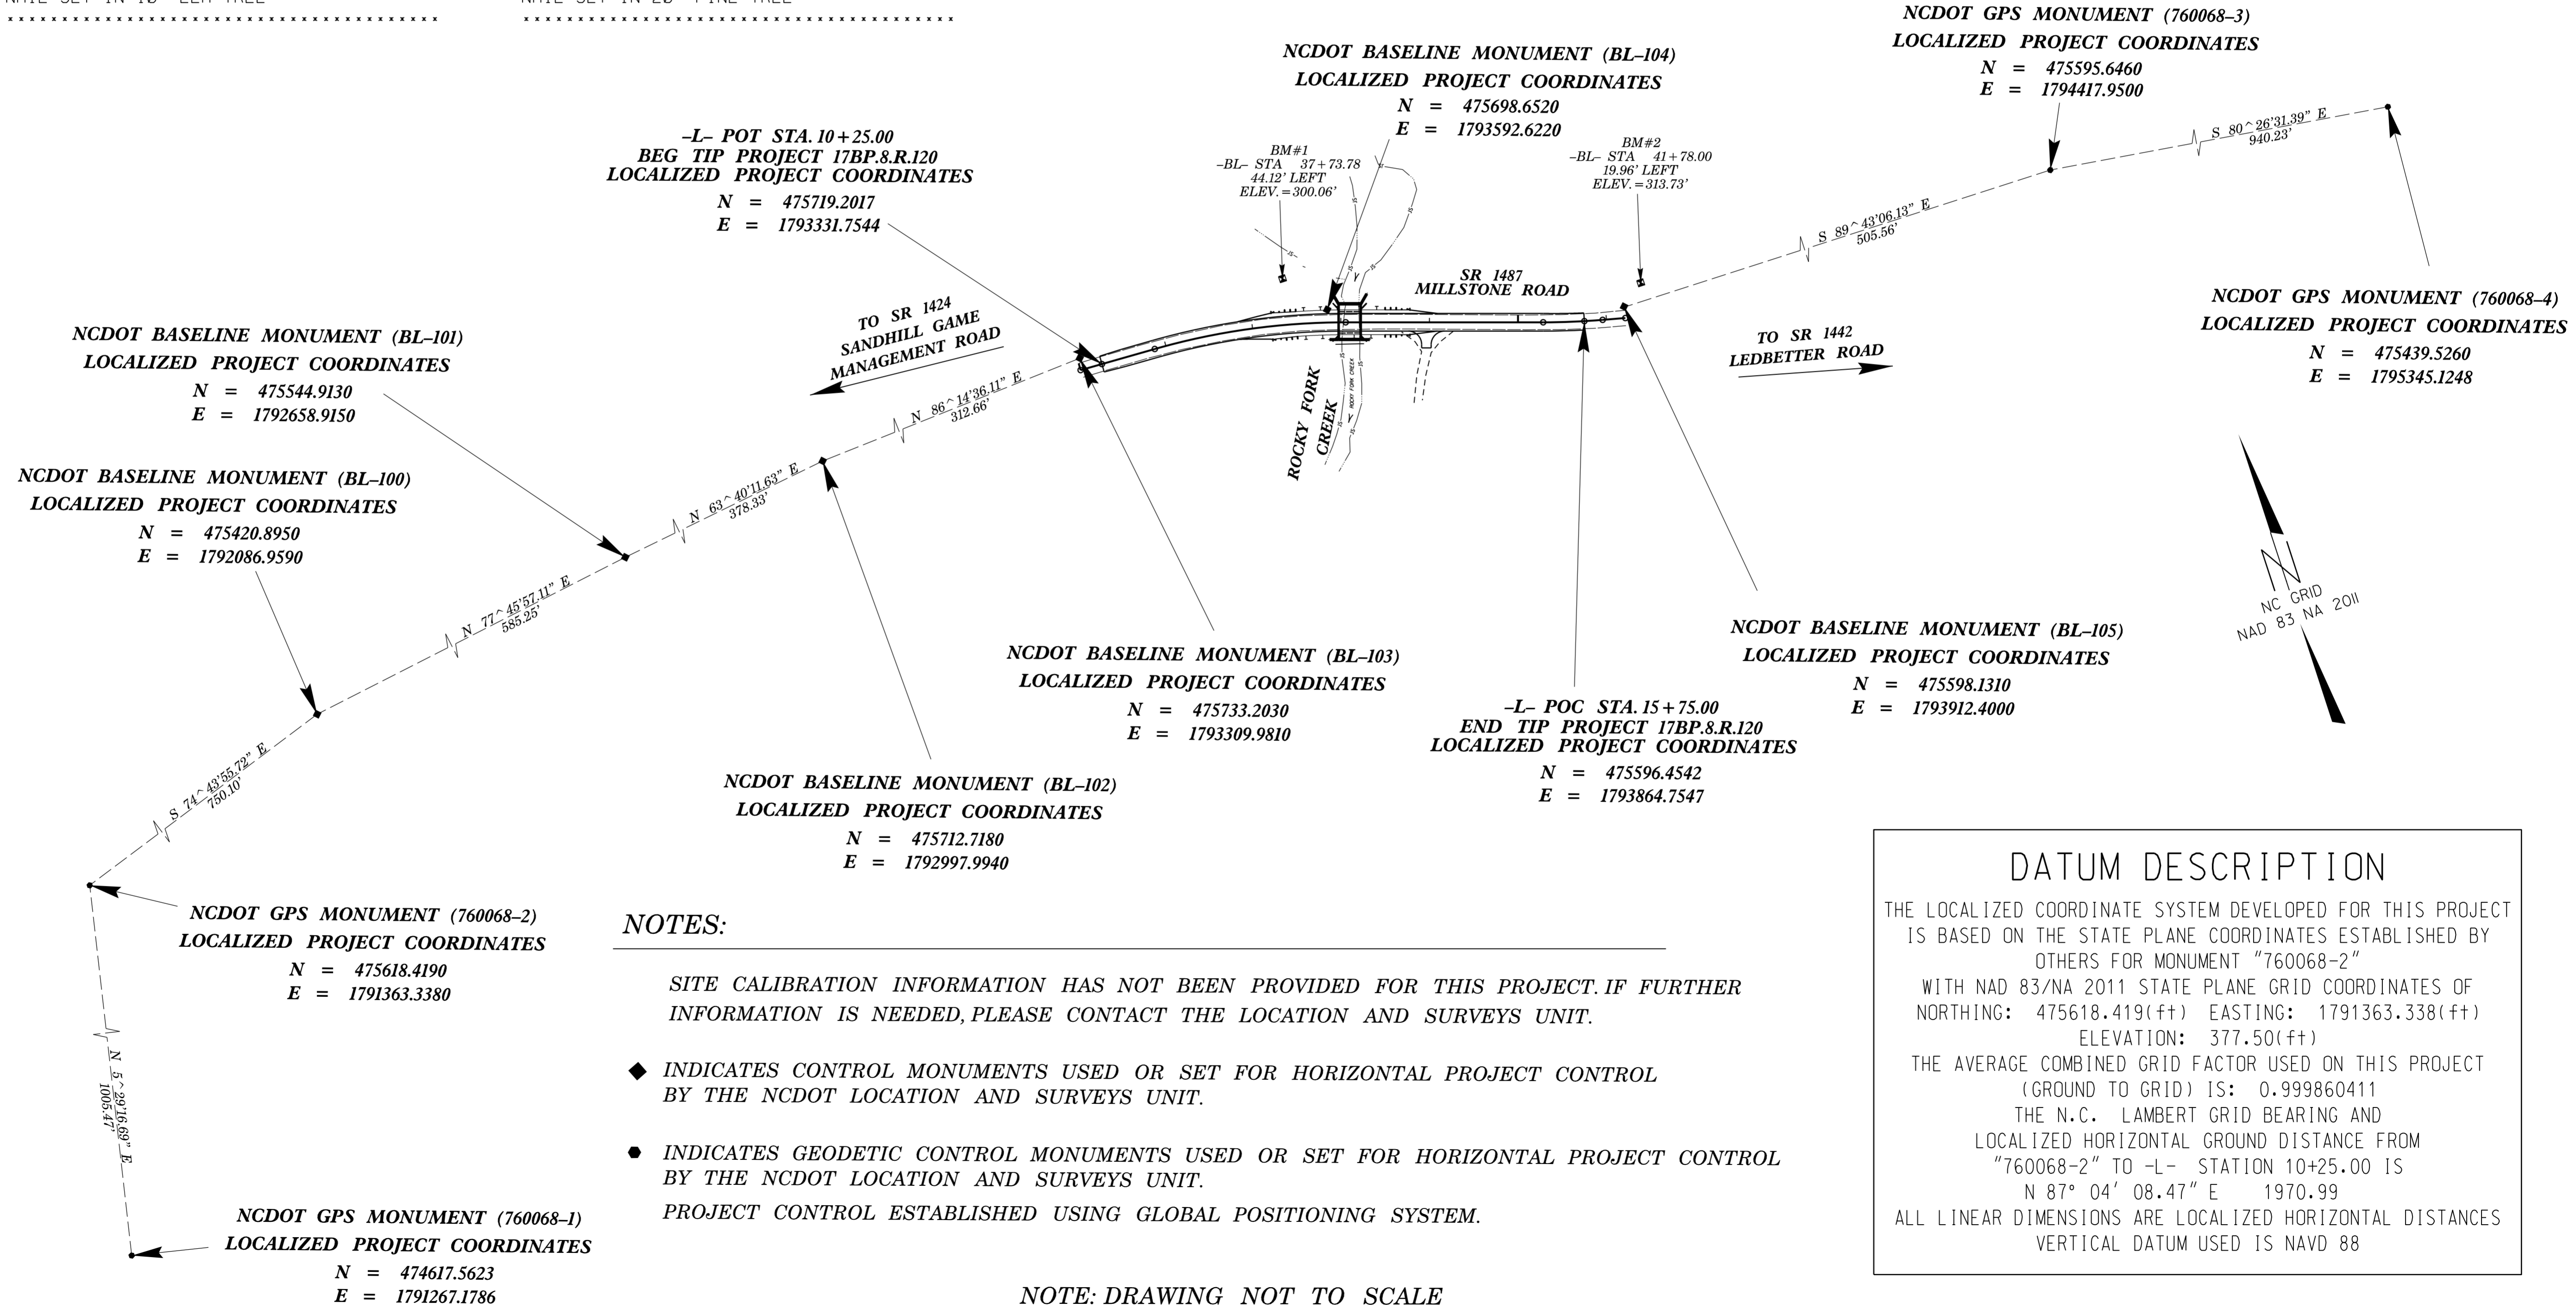 NAIL SET IN 18" ELM TREE
NAIL SET IN 20" PINE TREE
xxxxxxxxxxxxxxxxxxxxxxxxxxxxxxxxxxxxxxxx
xxxxxxxxxxxxxxxxxxxxxxxxxxxxxxxxxxxxxxxx
NCDOT GPS MONUMENT (760068-3)
LOCALIZED PROJECT COORDINATES
N = 475595.6460
E = 1794417.9500
NCDOT BASELINE MONUMENT (BL-104)
LOCALIZED PROJECT COORDINATES
N = 475698.6520
E = 1793592.6220
-L- POT STA. 10+25.00
BEG TIP PROJECT 17BP.8.R.120
LOCALIZED PROJECT COORDINATES
N = 475719.2017
E = 1793331.7544
BM#1
-BL- STA 37+73.78
44.12' LEFT
ELEV.=300.06'
BM#2
-BL- STA 41+78.00
19.96' LEFT
ELEV.=313.73'
S 80^26'31.39" E
940.23'
S 89^43'06.13" E
505.56'
NCDOT GPS MONUMENT (760068-4)
LOCALIZED PROJECT COORDINATES
N = 475439.5260
E = 1795345.1248
SR 1487
MILLSTONE ROAD
TO SR 1424
SANDHILL GAME
MANAGEMENT ROAD
TO SR 1442
LEDBETTER ROAD
ROCKY FORK
CREEK
ROCKY FORK CREEK
NCDOT BASELINE MONUMENT (BL-101)
LOCALIZED PROJECT COORDINATES
N = 475544.9130
E = 1792658.9150
N 86^14'36.11" E
312.66'
N 63^40'11.63" E
378.33'
NCDOT BASELINE MONUMENT (BL-100)
LOCALIZED PROJECT COORDINATES
N = 475420.8950
E = 1792086.9590
N 77^45'57.11" E
585.25'
S 74^43'55.72" E
750.10'
NC GRID
NAD 83 NA 2011
NCDOT BASELINE MONUMENT (BL-103)
LOCALIZED PROJECT COORDINATES
N = 475733.2030
E = 1793309.9810
NCDOT BASELINE MONUMENT (BL-105)
LOCALIZED PROJECT COORDINATES
N = 475598.1310
E = 1793912.4000
-L- POC STA. 15+75.00
END TIP PROJECT 17BP.8.R.120
LOCALIZED PROJECT COORDINATES
N = 475596.4542
E = 1793864.7547
NCDOT BASELINE MONUMENT (BL-102)
LOCALIZED PROJECT COORDINATES
N = 475712.7180
E = 1792997.9940
NCDOT GPS MONUMENT (760068-2)
LOCALIZED PROJECT COORDINATES
N = 475618.4190
E = 1791363.3380
N 5^29'16.69" E
1005.47'
NCDOT GPS MONUMENT (760068-1)
LOCALIZED PROJECT COORDINATES
N = 474617.5623
E = 1791267.1786
NOTES:
SITE CALIBRATION INFORMATION HAS NOT BEEN PROVIDED FOR THIS PROJECT. IF FURTHER
INFORMATION IS NEEDED, PLEASE CONTACT THE LOCATION AND SURVEYS UNIT.
INDICATES CONTROL MONUMENTS USED OR SET FOR HORIZONTAL PROJECT CONTROL
BY THE NCDOT LOCATION AND SURVEYS UNIT.
INDICATES GEODETIC CONTROL MONUMENTS USED OR SET FOR HORIZONTAL PROJECT CONTROL
BY THE NCDOT LOCATION AND SURVEYS UNIT.
PROJECT CONTROL ESTABLISHED USING GLOBAL POSITIONING SYSTEM.
NOTE: DRAWING NOT TO SCALE
DATUM DESCRIPTION
THE LOCALIZED COORDINATE SYSTEM DEVELOPED FOR THIS PROJECT
IS BASED ON THE STATE PLANE COORDINATES ESTABLISHED BY
OTHERS FOR MONUMENT "760068-2"
WITH NAD 83/NA 2011 STATE PLANE GRID COORDINATES OF
NORTHING: 475618.419(ft) EASTING: 1791363.338(ft)
ELEVATION: 377.50(ft)
THE AVERAGE COMBINED GRID FACTOR USED ON THIS PROJECT
(GROUND TO GRID) IS: 0.999860411
THE N.C. LAMBERT GRID BEARING AND
LOCALIZED HORIZONTAL GROUND DISTANCE FROM
"760068-2" TO -L- STATION 10+25.00 IS
N 87° 04' 08.47" E 1970.99
ALL LINEAR DIMENSIONS ARE LOCALIZED HORIZONTAL DISTANCES
VERTICAL DATUM USED IS NAVD 88